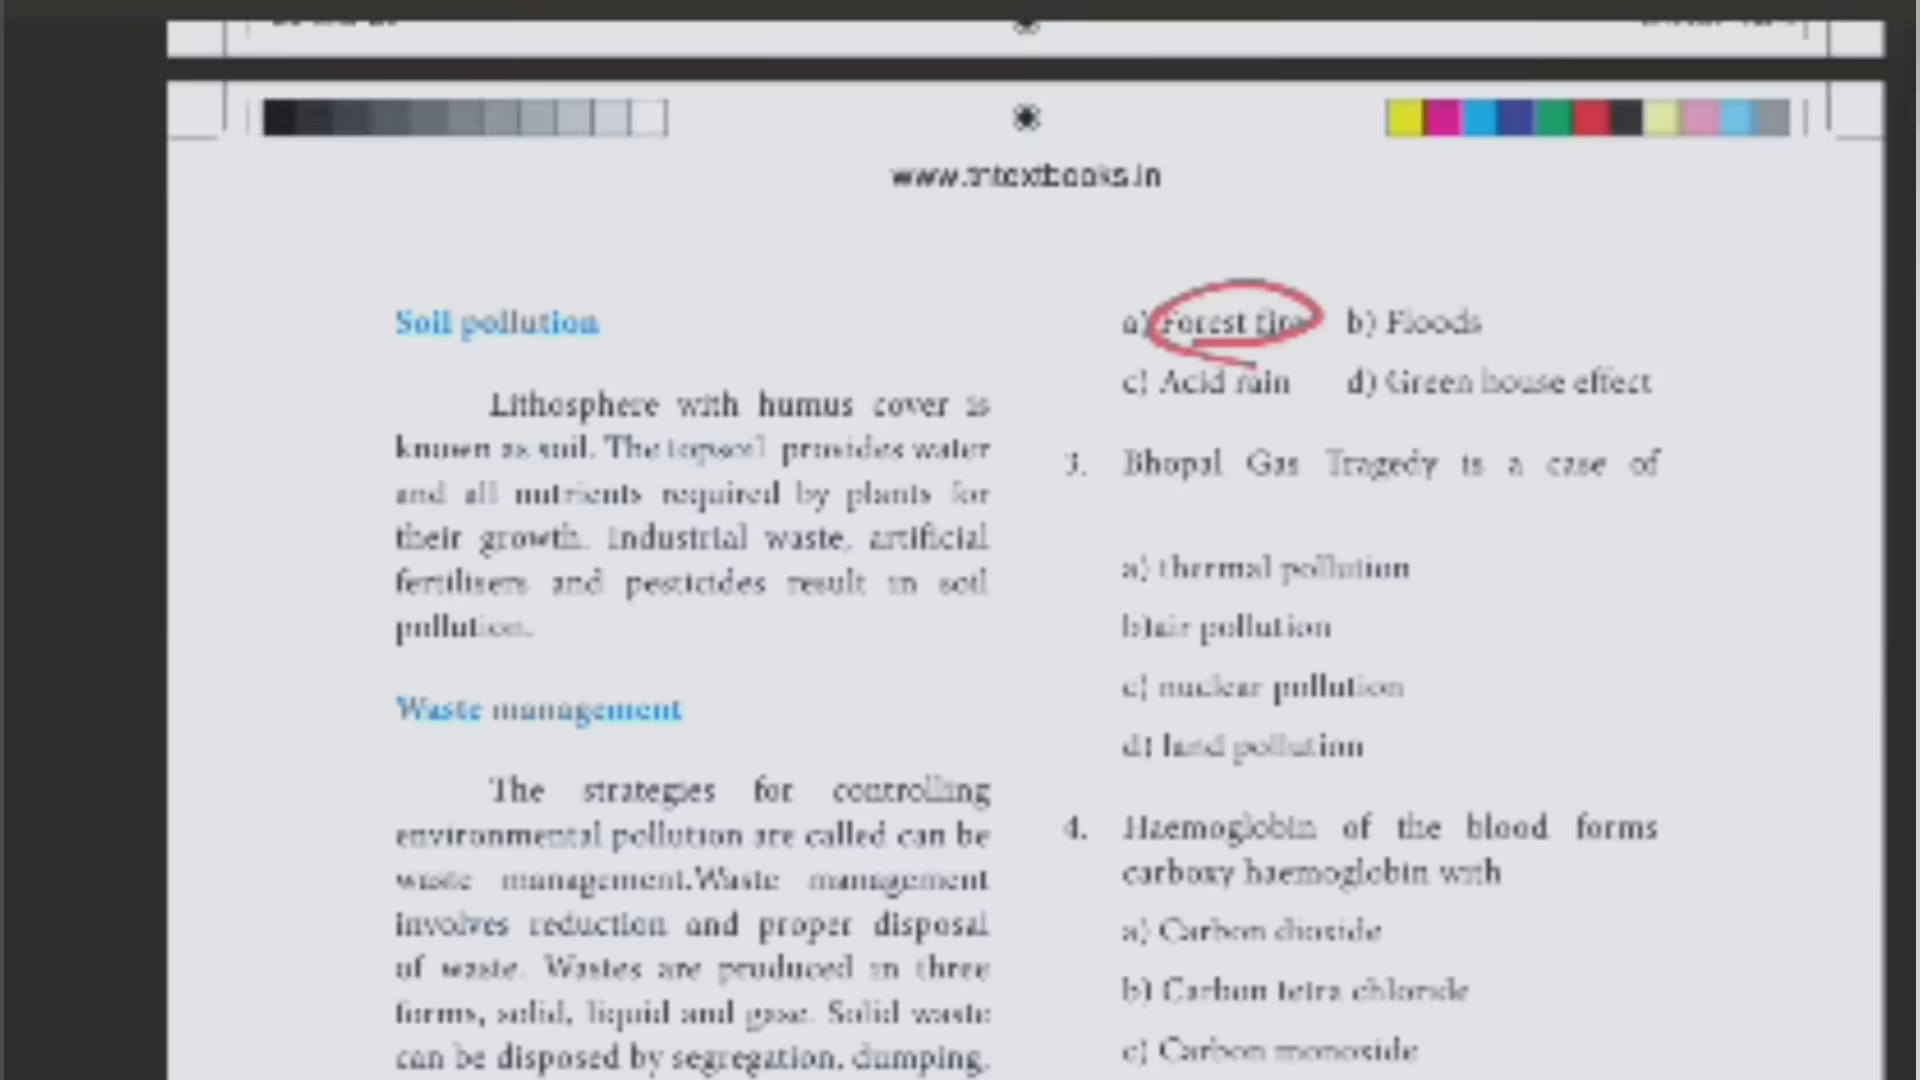 www.tntextbooks.in
Soil pollution
Lithosphere with humus cover is
known as soil. The topsoil provides water
and all nutrients required by plants for
their growth. Industrial waste, artificial
fertilisers and pesticides result in soil
pollution.
Waste management
The strategies for controlling
environmental pollution are called can be
waste management.Waste management
involves reduction and proper disposal
of waste. Wastes are produced in three
forms, solid, liquid and gase. Solid waste
can be disposed by segregation, dumping,
a) Forest fire b) Floods
c) Acid rain d) Green house effect
3. Bhopal Gas Tragedy is a case of
a) thermal pollution
b)air pollution
c) nuclear pollution
d) land pollution
4. Haemoglobin of the blood forms
carboxy haemoglobin with
a) Carbon dioxide
b) Carbon tetra chloride
c) Carbon monoxide